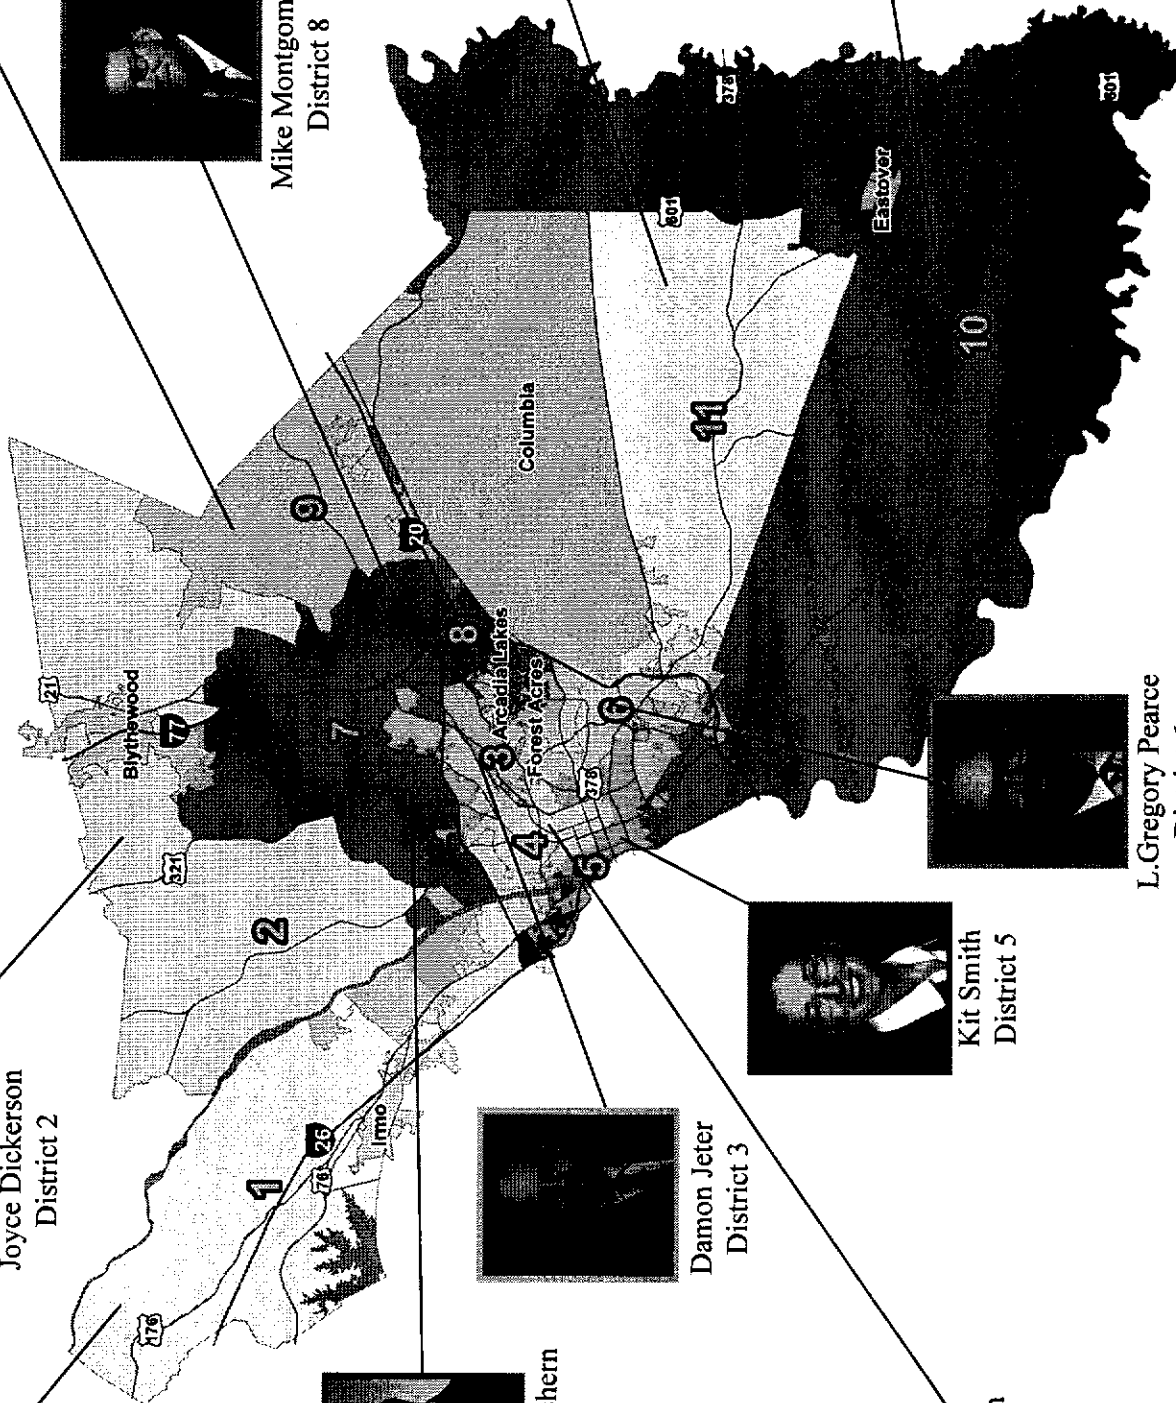 Joyce Dickerson
District 2
Mike Montgom
District 8
hern
Damon Jeter
District 3
Kit Smith
District 5
L.Gregory Pearce
n
176
1
76
26
Irmo
2
321
Blythewood
21
77
7
9
20
8
Arcadia Lakes
3
Forest Acres
4
5
378
6
Columbia
11
601
378
Eastover
10
601